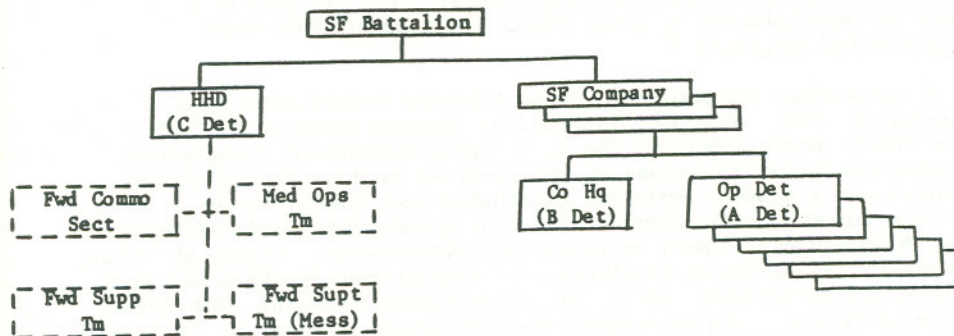 SF Battalion
HHD
(C Det)
SF Company
Fwd Commo
Sect
Med Ops
Tm
Co Hq
(B Det)
Op Det
(A Det)
Fwd Supp
Tm
Fwd Supt
Tm (Mess)